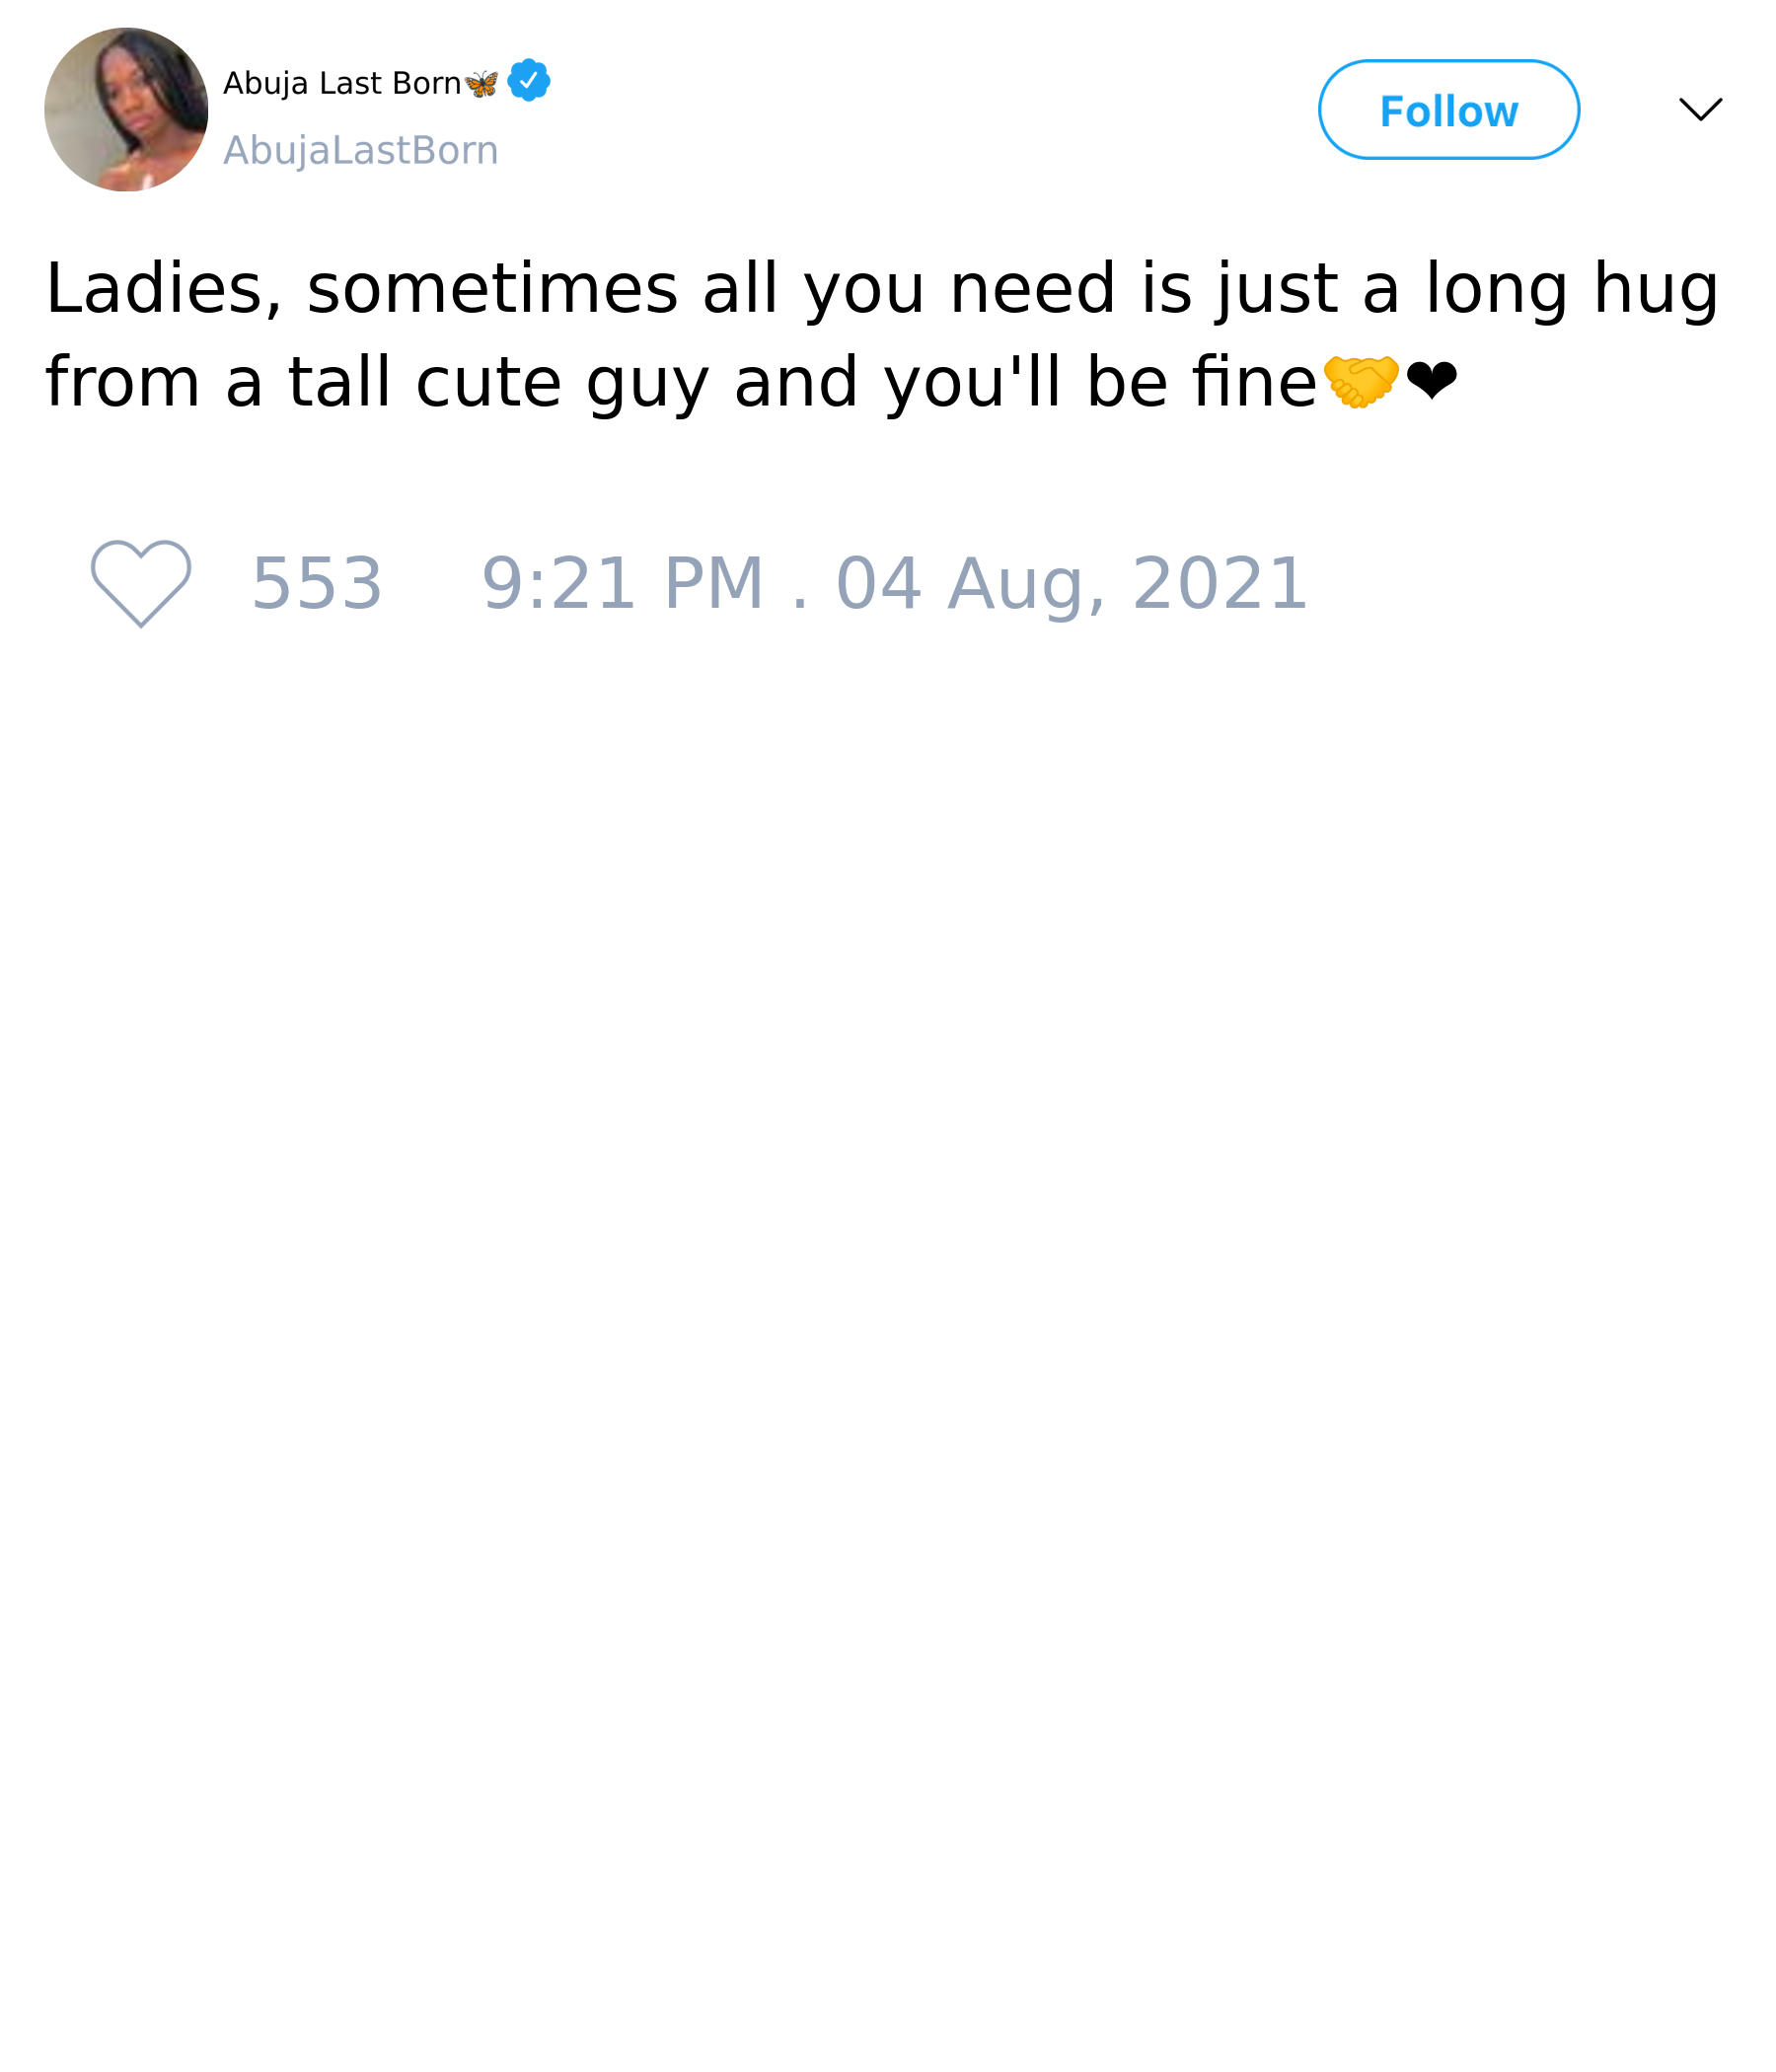 Abuja Last Born🦋
AbujaLastBorn
Follow
Ladies, sometimes all you need is just a long hug
from a tall cute guy and you'll be fine🤝❤
553 9:21 PM . 04 Aug, 2021